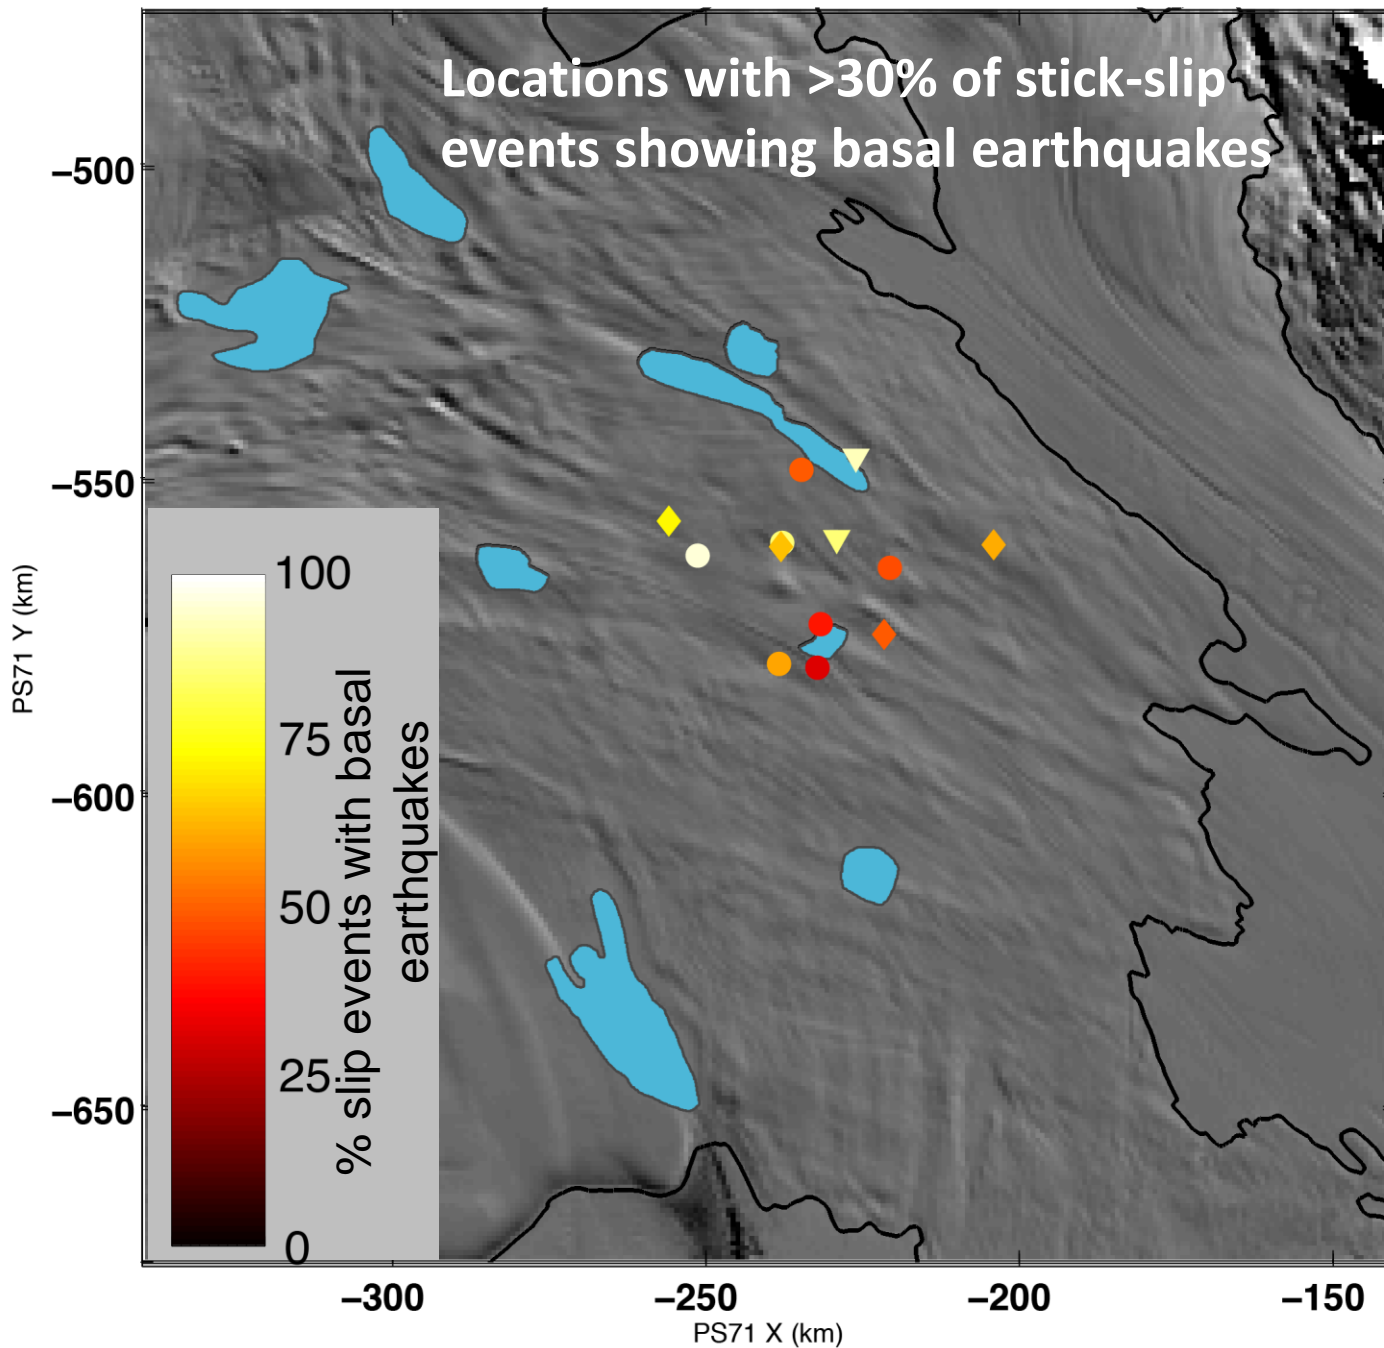 Locations with >30% of stick-slip
events showing basal earthquakes
−500
−550
−600
−650
PS71 Y (km)
100
75
50
25
0
% slip events with basal
earthquakes
−300
−250
−200
−150
PS71 X (km)